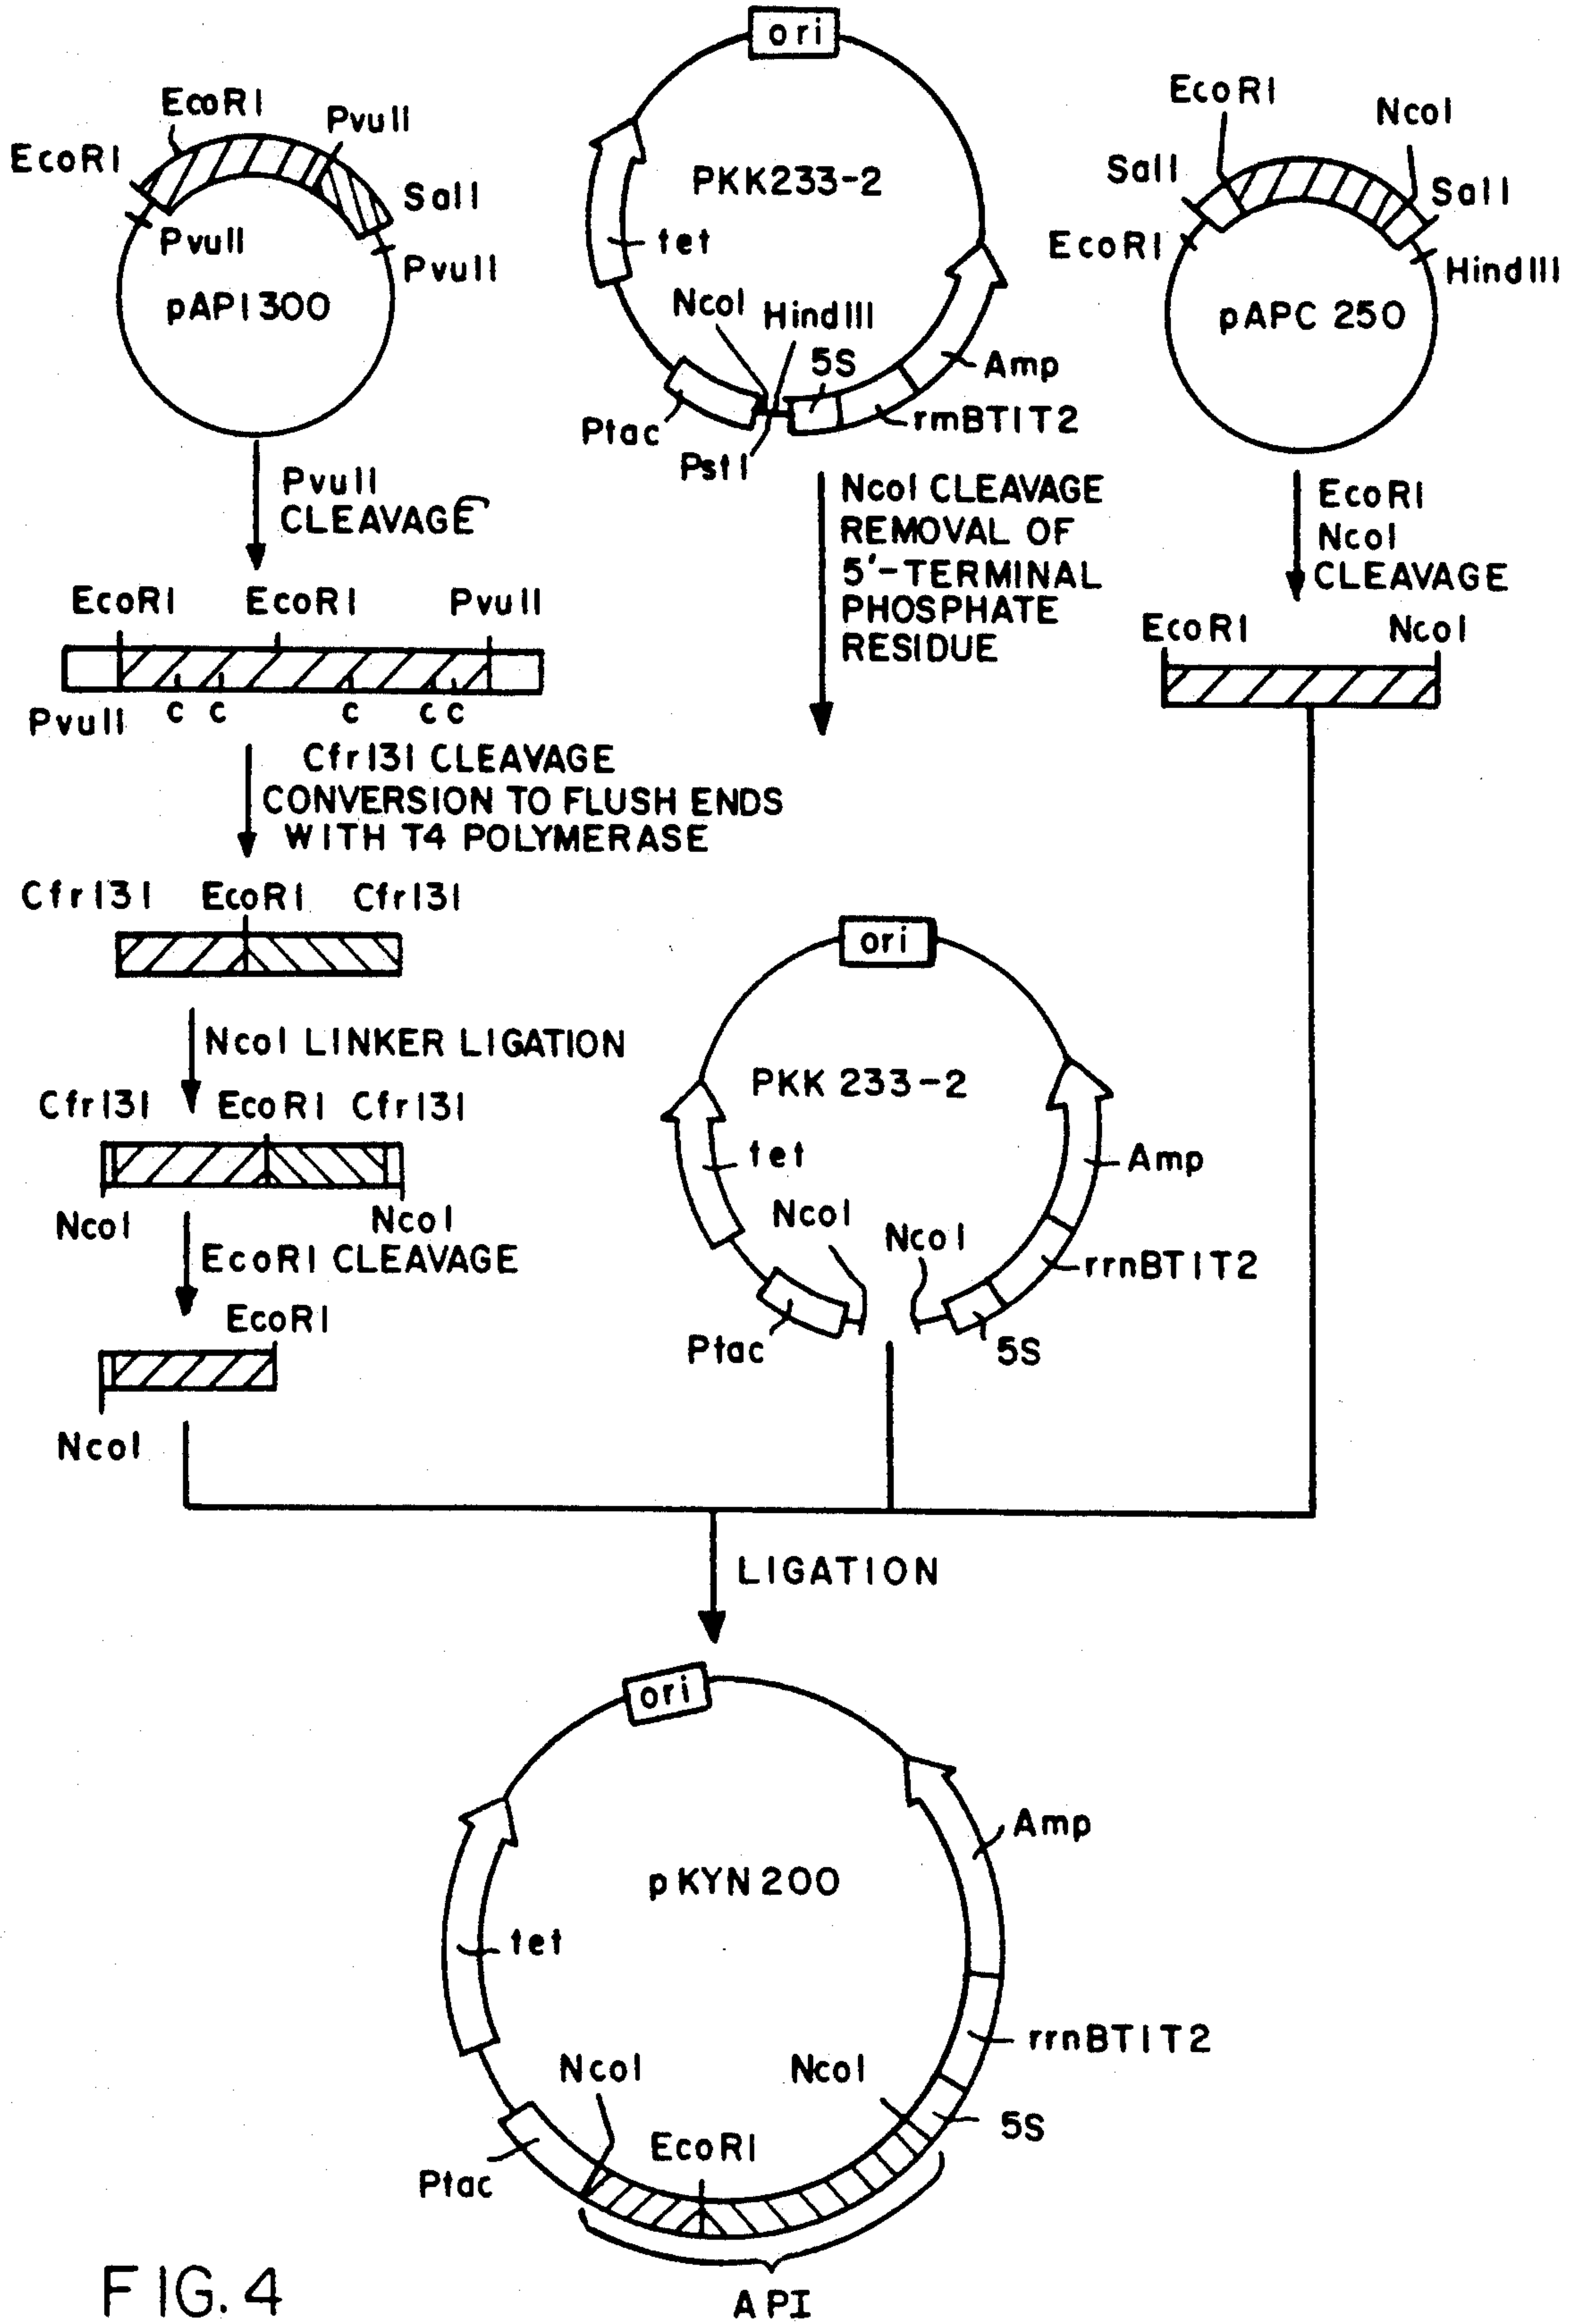 ori
EcoRI
PvuII
EcoRI
SalI
PvuII
PvuII
pAPI300
PKK233-2
tet
NcoI
HindIII
5S
Amp
Ptac
rmBT1T2
PstI
EcoRI
NcoI
SalI
SalI
EcoRI
HindIII
pAPC 250
PvuII
CLEAVAGE
NcoI CLEAVAGE
REMOVAL OF
5'-TERMINAL
PHOSPHATE
RESIDUE
EcoRI
NcoI
CLEAVAGE
EcoRI
EcoRI
PvuII
PvuII
c c c c c
EcoRI
NcoI
Cfr13I CLEAVAGE
CONVERSION TO FLUSH ENDS
WITH T4 POLYMERASE
Cfr13I
EcoRI
Cfr13I
NcoI LINKER LIGATION
Cfr13I
EcoRI
Cfr13I
NcoI
NcoI
EcoRI CLEAVAGE
EcoRI
NcoI
ori
PKK 233-2
tet
Amp
NcoI
NcoI
rrnBT1T2
Ptac
5S
LIGATION
ori
Amp
pKYN200
tet
rrnBT1T2
NcoI
NcoI
5S
EcoRI
Ptac
API
FIG. 4